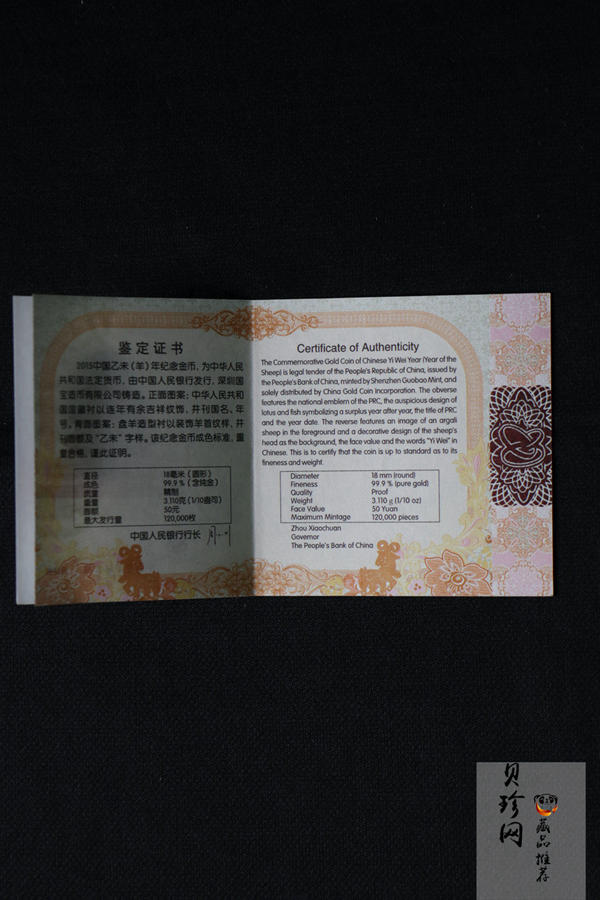 鉴定证书
2015中国乙未（羊）年纪念金币，为中华人民
共和国法定货币，由中国人民银行发行，深圳国
宝造币有限公司铸造。正面图案：中华人民共和
国国徽衬以连年有余吉祥纹饰，并刊国名、年
号。背面图案：盘羊造型衬以装饰羊首纹样，并
刊面额及“乙未”字样。该纪念金币成色标准，重
量合格，谨此证明。
直径 18毫米（圆形）
成色 99.9%（含纯金）
质量 精制
重量 3.110克（1/10盎司）
面额 50元
最大发行量 120,000枚
中国人民银行行长
Certificate of Authenticity
The Commemorative Gold Coin of Chinese Yi Wei Year (Year of the
Sheep) is legal tender of the People's Republic of China, issued by
the People's Bank of China, minted by Shenzhen Guobao Mint, and
solely distributed by China Gold Coin Incorporation. The obverse
features the national emblem of the PRC, the auspicious design of
lotus and fish symbolizing a surplus year after year, the title of PRC
and the year date. The reverse features an image of an argali
sheep in the foreground and a decorative design of the sheep's
head as the background, the face value and the words "Yi Wei" in
Chinese. This is to certify that the coin is up to standard as to its
fineness and weight.
Diameter 18 mm (round)
Fineness 99.9 % (pure gold)
Quality Proof
Weight 3.110 g (1/10 oz)
Face Value 50 Yuan
Maximum Mintage 120,000 pieces
Zhou Xiaochuan
Governor
The People's Bank of China
贝珍网
藏品推荐